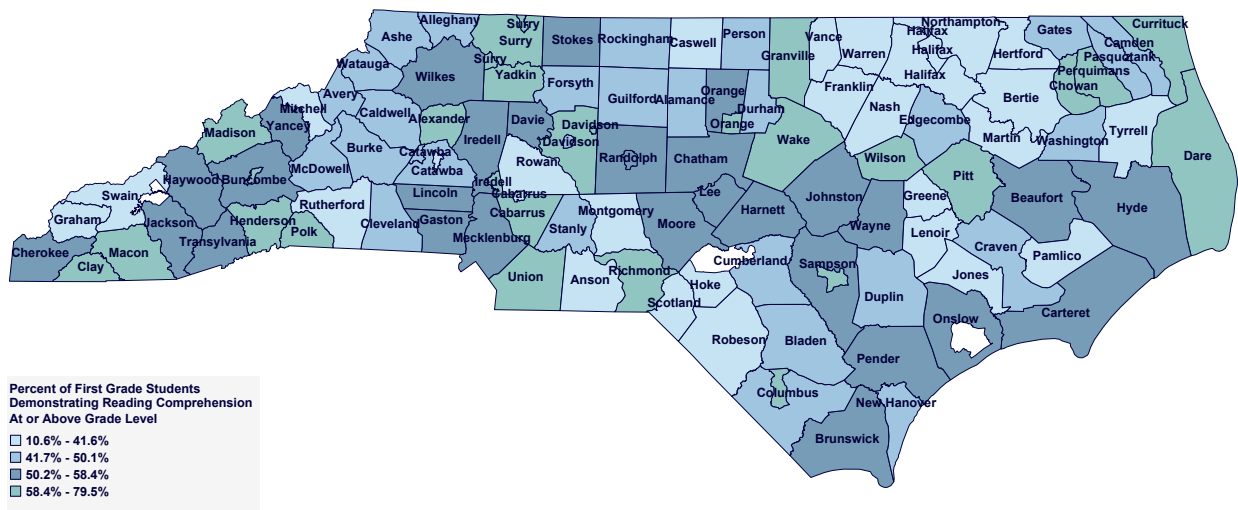 Alleghany
Surry
Northampton
Currituck
Ashe
Surry
Stokes
Rockingham
Caswell
Person
Vance
Halifax
Gates
Camden
Granville
Warren
Halifax
Hertford
Pasquotank
Watauga
Surry
Wilkes
Yadkin
Forsyth
Halifax
Perquimans
Chowan
Avery
Guilford
Alamance
Orange
Franklin
Bertie
Mitchell
Caldwell
Alexander
Davie
Durham
Nash
Edgecombe
Yancey
Davidson
Orange
Madison
Iredell
Davidson
Wake
Martin
Washington
Tyrrell
Burke
Catawba
Rowan
Randolph
Chatham
Wilson
Dare
McDowell
Catawba
Pitt
Haywood
Buncombe
Iredell
Swain
Lincoln
Cabarrus
Lee
Johnston
Greene
Beaufort
Rutherford
Cabarrus
Montgomery
Harnett
Hyde
Graham
Jackson
Henderson
Polk
Cleveland
Gaston
Stanly
Moore
Wayne
Lenoir
Transylvania
Mecklenburg
Craven
Cherokee
Macon
Pamlico
Clay
Union
Anson
Richmond
Cumberland
Sampson
Jones
Hoke
Duplin
Scotland
Onslow
Carteret
Robeson
Bladen
Pender
Columbus
New Hanover
Brunswick
Percent of First Grade Students
Demonstrating Reading Comprehension
At or Above Grade Level
10.6% - 41.6%
41.7% - 50.1%
50.2% - 58.4%
58.4% - 79.5%